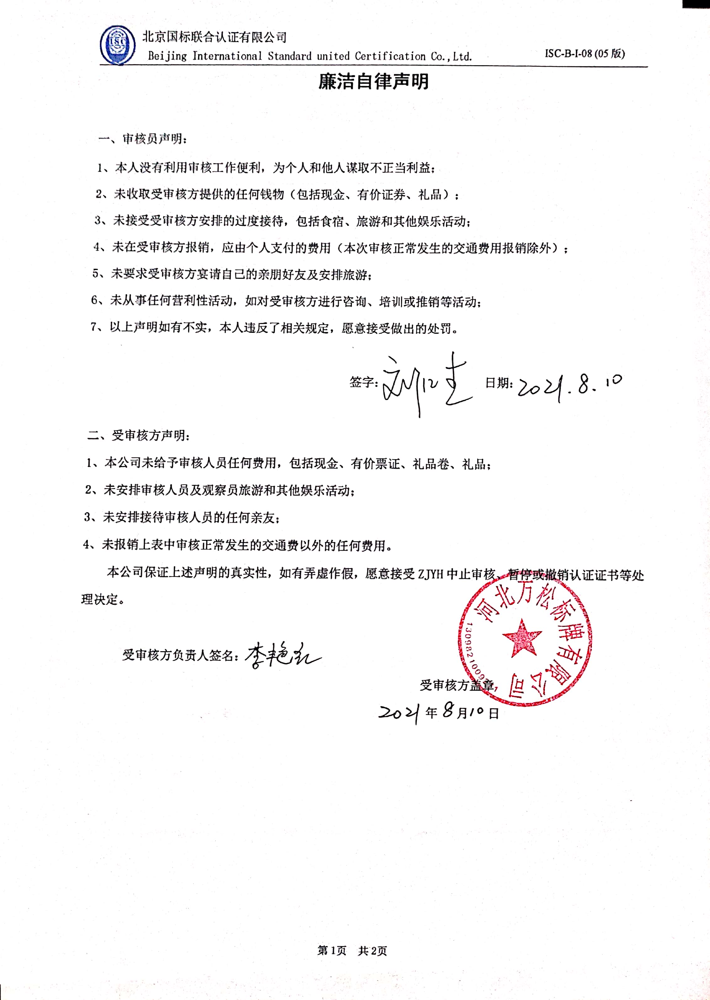 ISC
北京国标联合认证有限公司
Beijing International Standard united Certification Co.,Ltd.
ISC-B-I-08(05版)
廉洁自律声明
一、审核员声明：
1、本人没有利用审核工作便利，为个人和他人谋取不正当利益；
2、未收取受审核方提供的任何钱物（包括现金、有价证券、礼品）；
3、未接受受审核方安排的过度接待，包括食宿、旅游和其他娱乐活动；
4、未在受审核方报销，应由个人支付的费用（本次审核正常发生的交通费用报销除外）；
5、未要求受审核方宴请自己的亲朋好友及安排旅游；
6、未从事任何营利性活动，如对受审核方进行咨询、培训或推销等活动；
7、以上声明如有不实，本人违反了相关规定，愿意接受做出的处罚。
签字： 日期：2021.8.10
二、受审核方声明：
1、本公司未给予审核人员任何费用，包括现金、有价票证、礼品卷、礼品；
2、未安排审核人员及观察员旅游和其他娱乐活动；
3、未安排接待审核人员的任何亲友；
4、未报销上表中审核正常发生的交通费以外的任何费用。
本公司保证上述声明的真实性，如有弄虚作假，愿意接受 ZJYH 中止审核、暂停或撤销认证证书等处
理决定。
河北万松标牌有限公司
受审核方负责人签名：李艳红
受审核方盖章
2021年8月10日
第1页 共2页